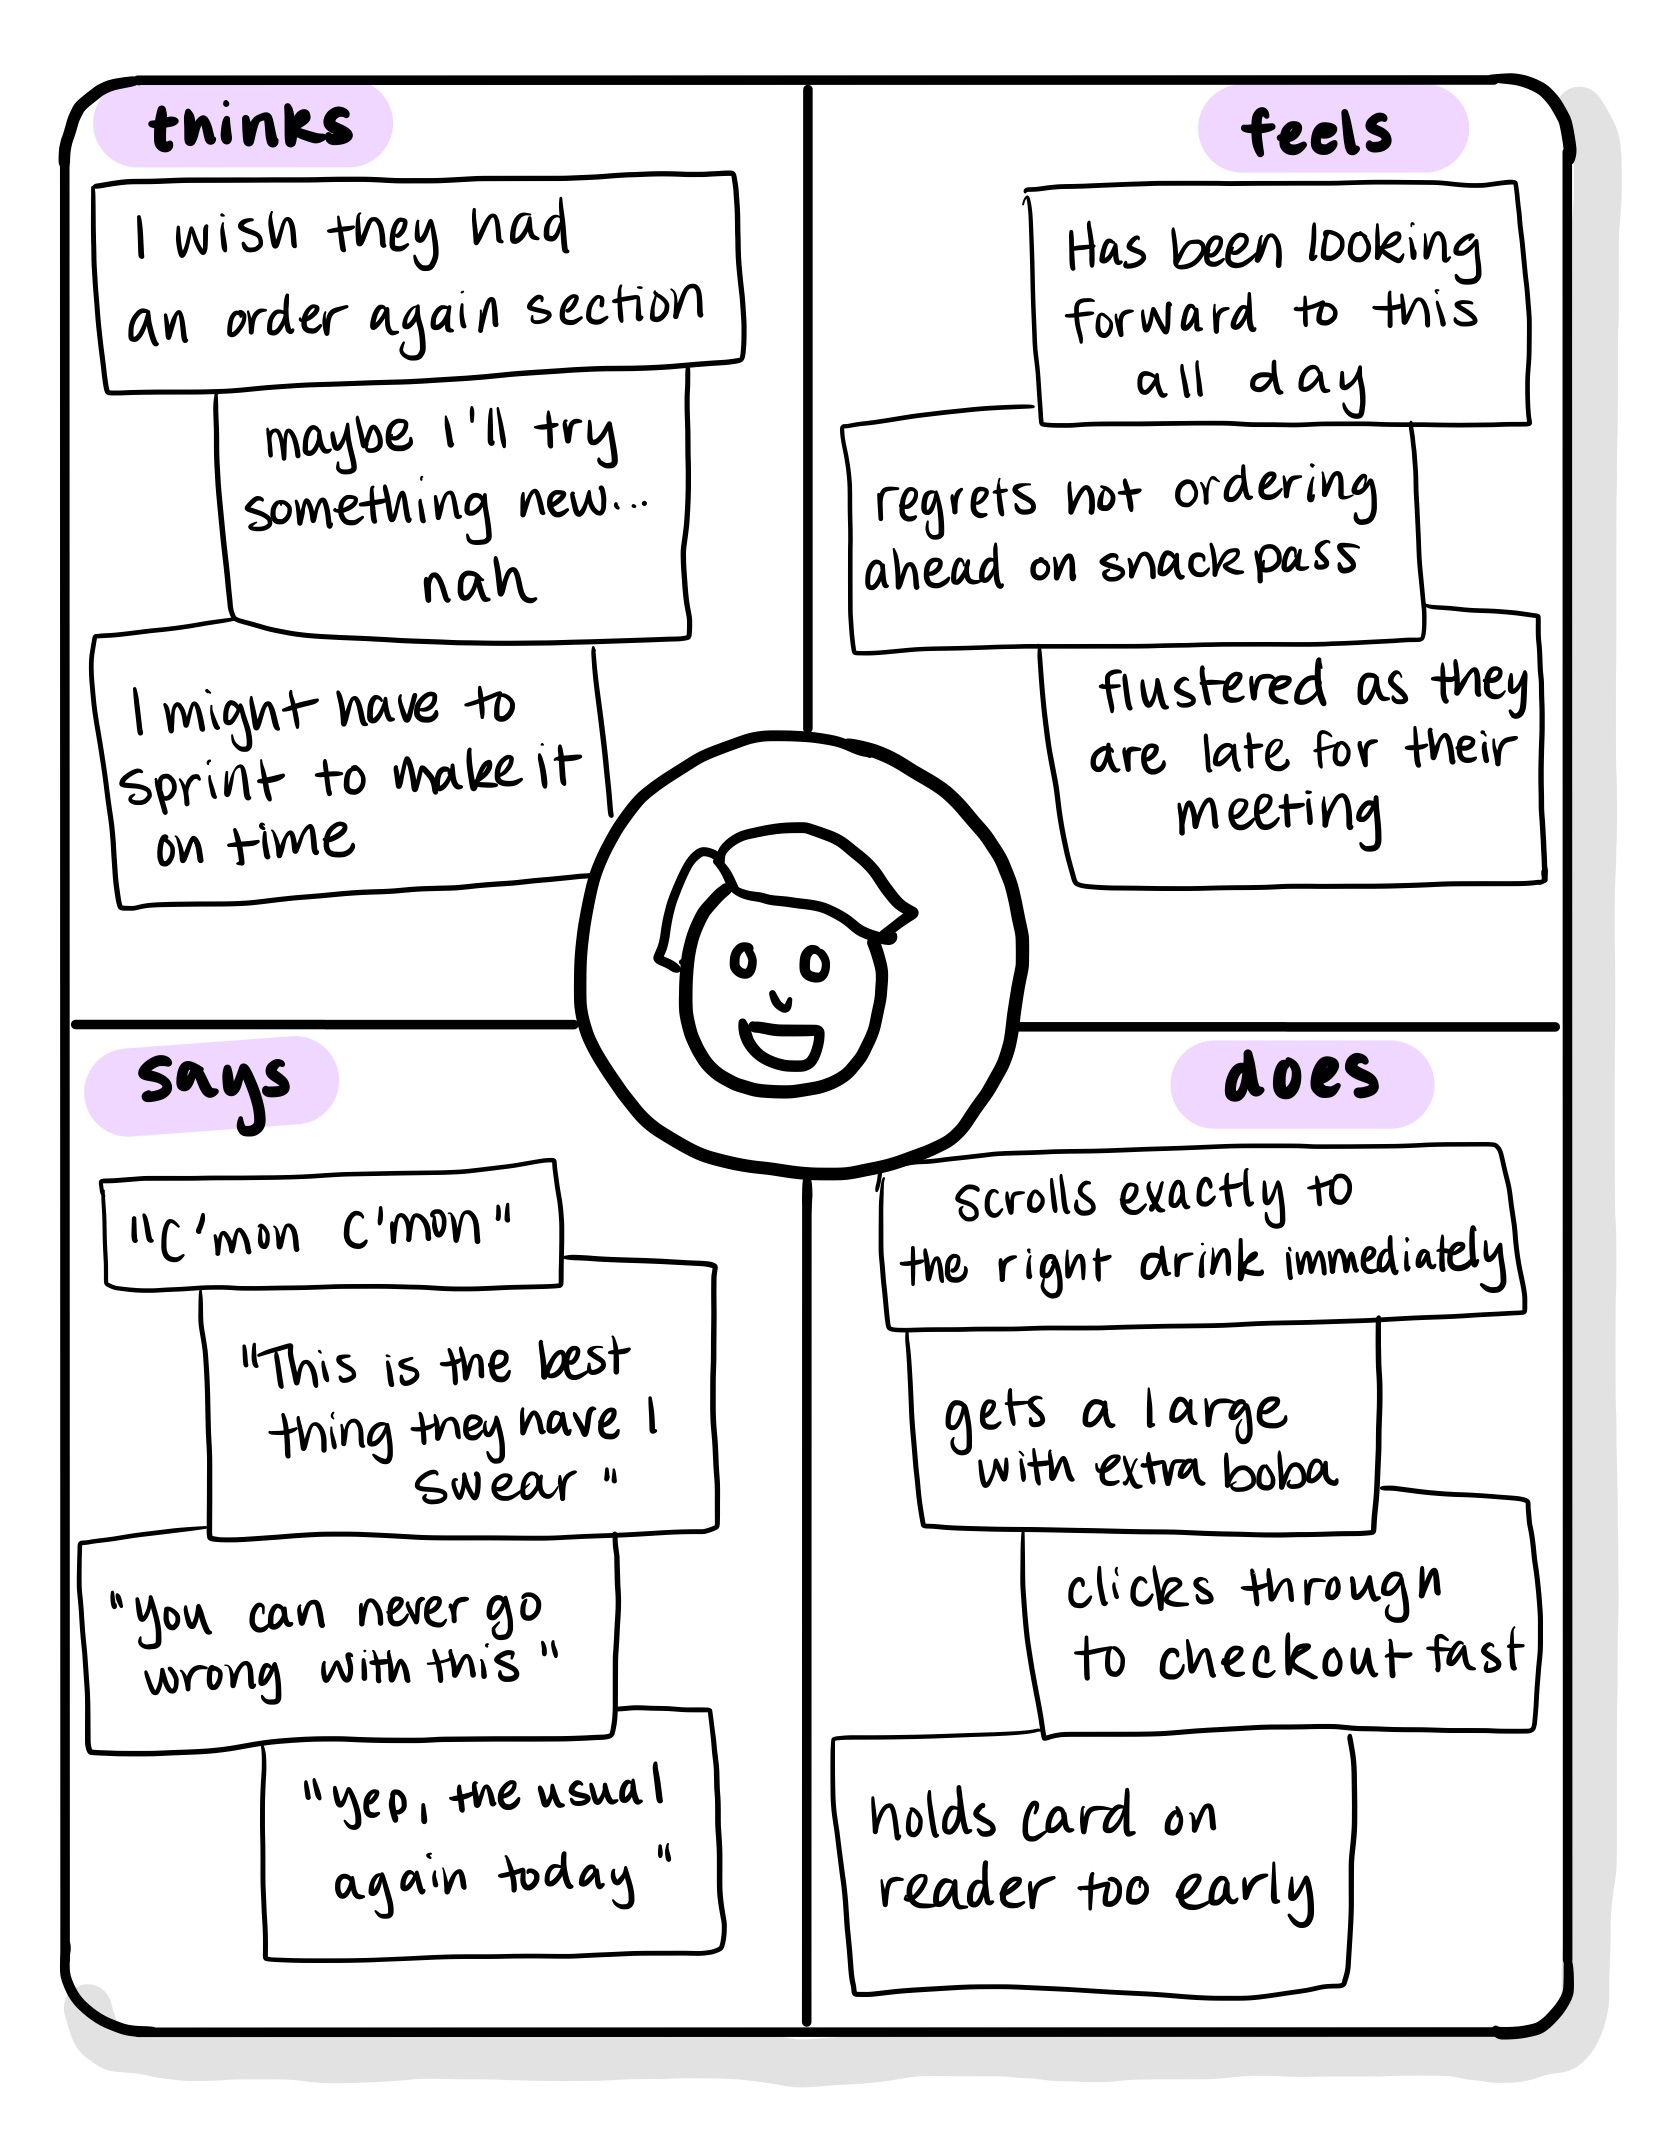 thinks
I wish they had
an order again section
maybe I'll try
something new...
nah
I might have to
sprint to make it
on time
feels
Has been looking
forward to this
all day
regrets not ordering
ahead on snackpass
flustered as they
are late for their
meeting
says
"C'mon C'mon"
"This is the best
thing they have I
swear"
"You can never go
wrong with this"
"Yep, the usual
again today"
does
scrolls exactly to
the right drink immediately
gets a large
with extra boba
clicks through
to checkout fast
holds card on
reader too early